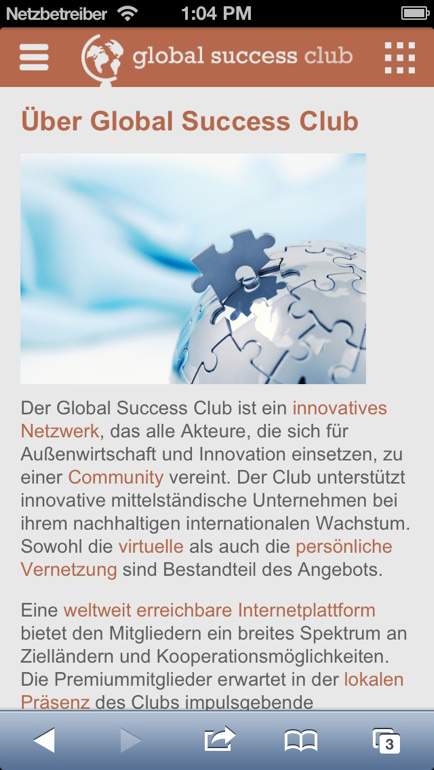 Netzbetreiber 1:04 PM
global success club
Über Global Success Club
Der Global Success Club ist ein innovatives
Netzwerk, das alle Akteure, die sich für
Außenwirtschaft und Innovation einsetzen, zu
einer Community vereint. Der Club unterstützt
innovative mittelständische Unternehmen bei
ihrem nachhaltigen internationalen Wachstum.
Sowohl die virtuelle als auch die persönliche
Vernetzung sind Bestandteil des Angebots.
Eine weltweit erreichbare Internetplattform
bietet den Mitgliedern ein breites Spektrum an
Zielländern und Kooperationsmöglichkeiten.
Die Premiummitglieder erwartet in der lokalen
Präsenz des Clubs impulsgebende
3